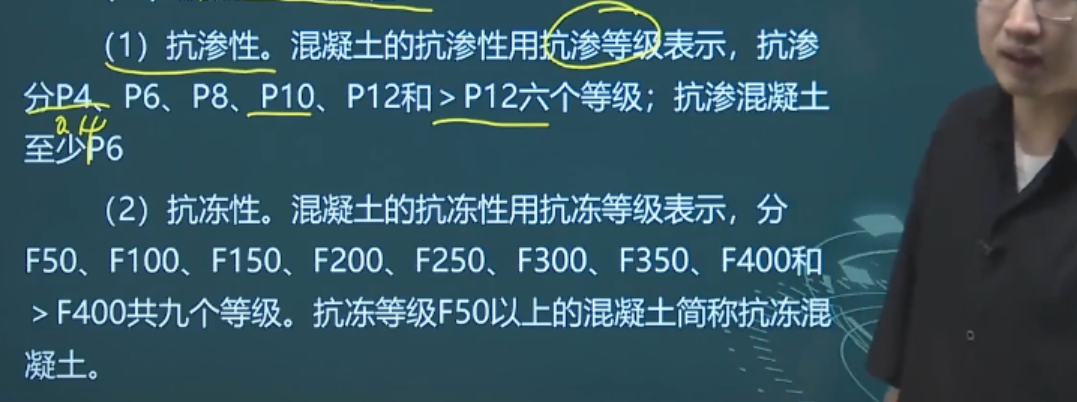 (1)抗渗性。混凝土的抗渗性用抗渗等级表示，抗渗
分P4、P6、P8、P10、P12和>P12六个等级；抗渗混凝土
至少P6
(2)抗冻性。混凝土的抗冻性用抗冻等级表示，分
F50、F100、F150、F200、F250、F300、F350、F400和
>F400共九个等级。抗冻等级F50以上的混凝土简称抗冻混
凝土。